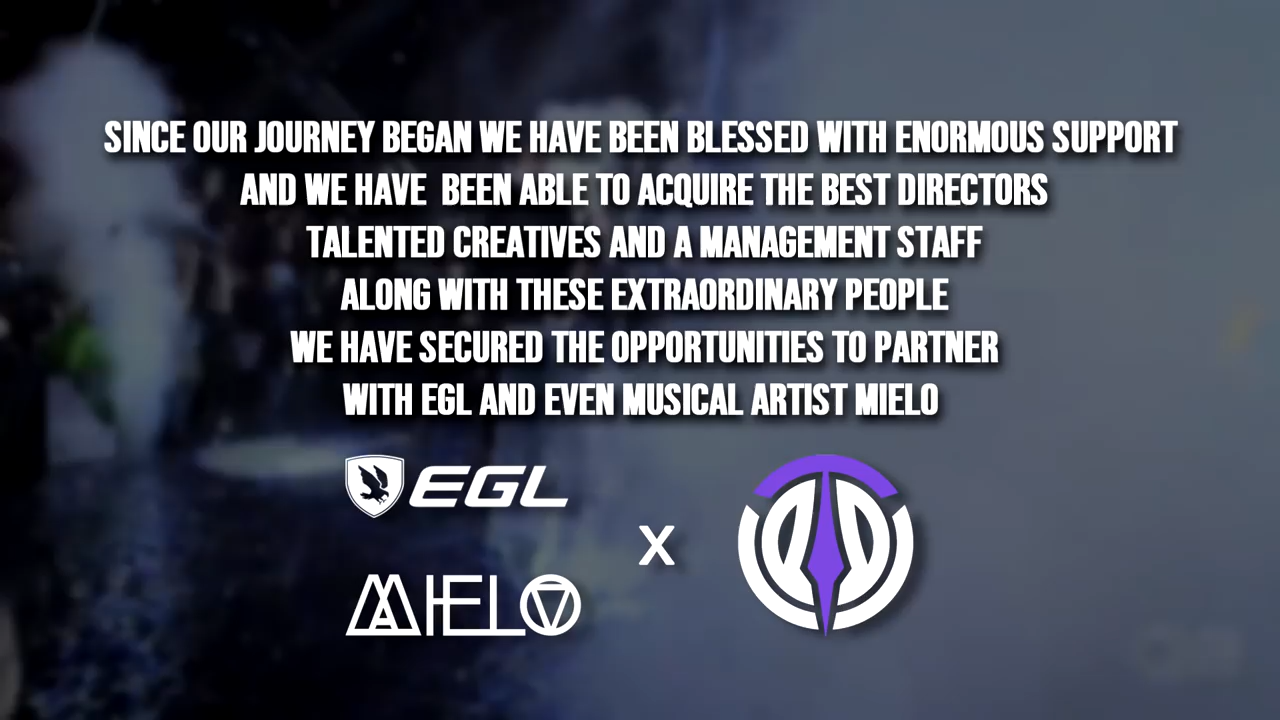 SINCE OUR JOURNEY BEGAN WE HAVE BEEN BLESSED WITH ENORMOUS SUPPORT
AND WE HAVE BEEN ABLE TO ACQUIRE THE BEST DIRECTORS
TALENTED CREATIVES AND A MANAGEMENT STAFF
ALONG WITH THESE EXTRAORDINARY PEOPLE
WE HAVE SECURED THE OPPORTUNITIES TO PARTNER
WITH EGL AND EVEN MUSICAL ARTIST MIELO
EGL
X
MIELO